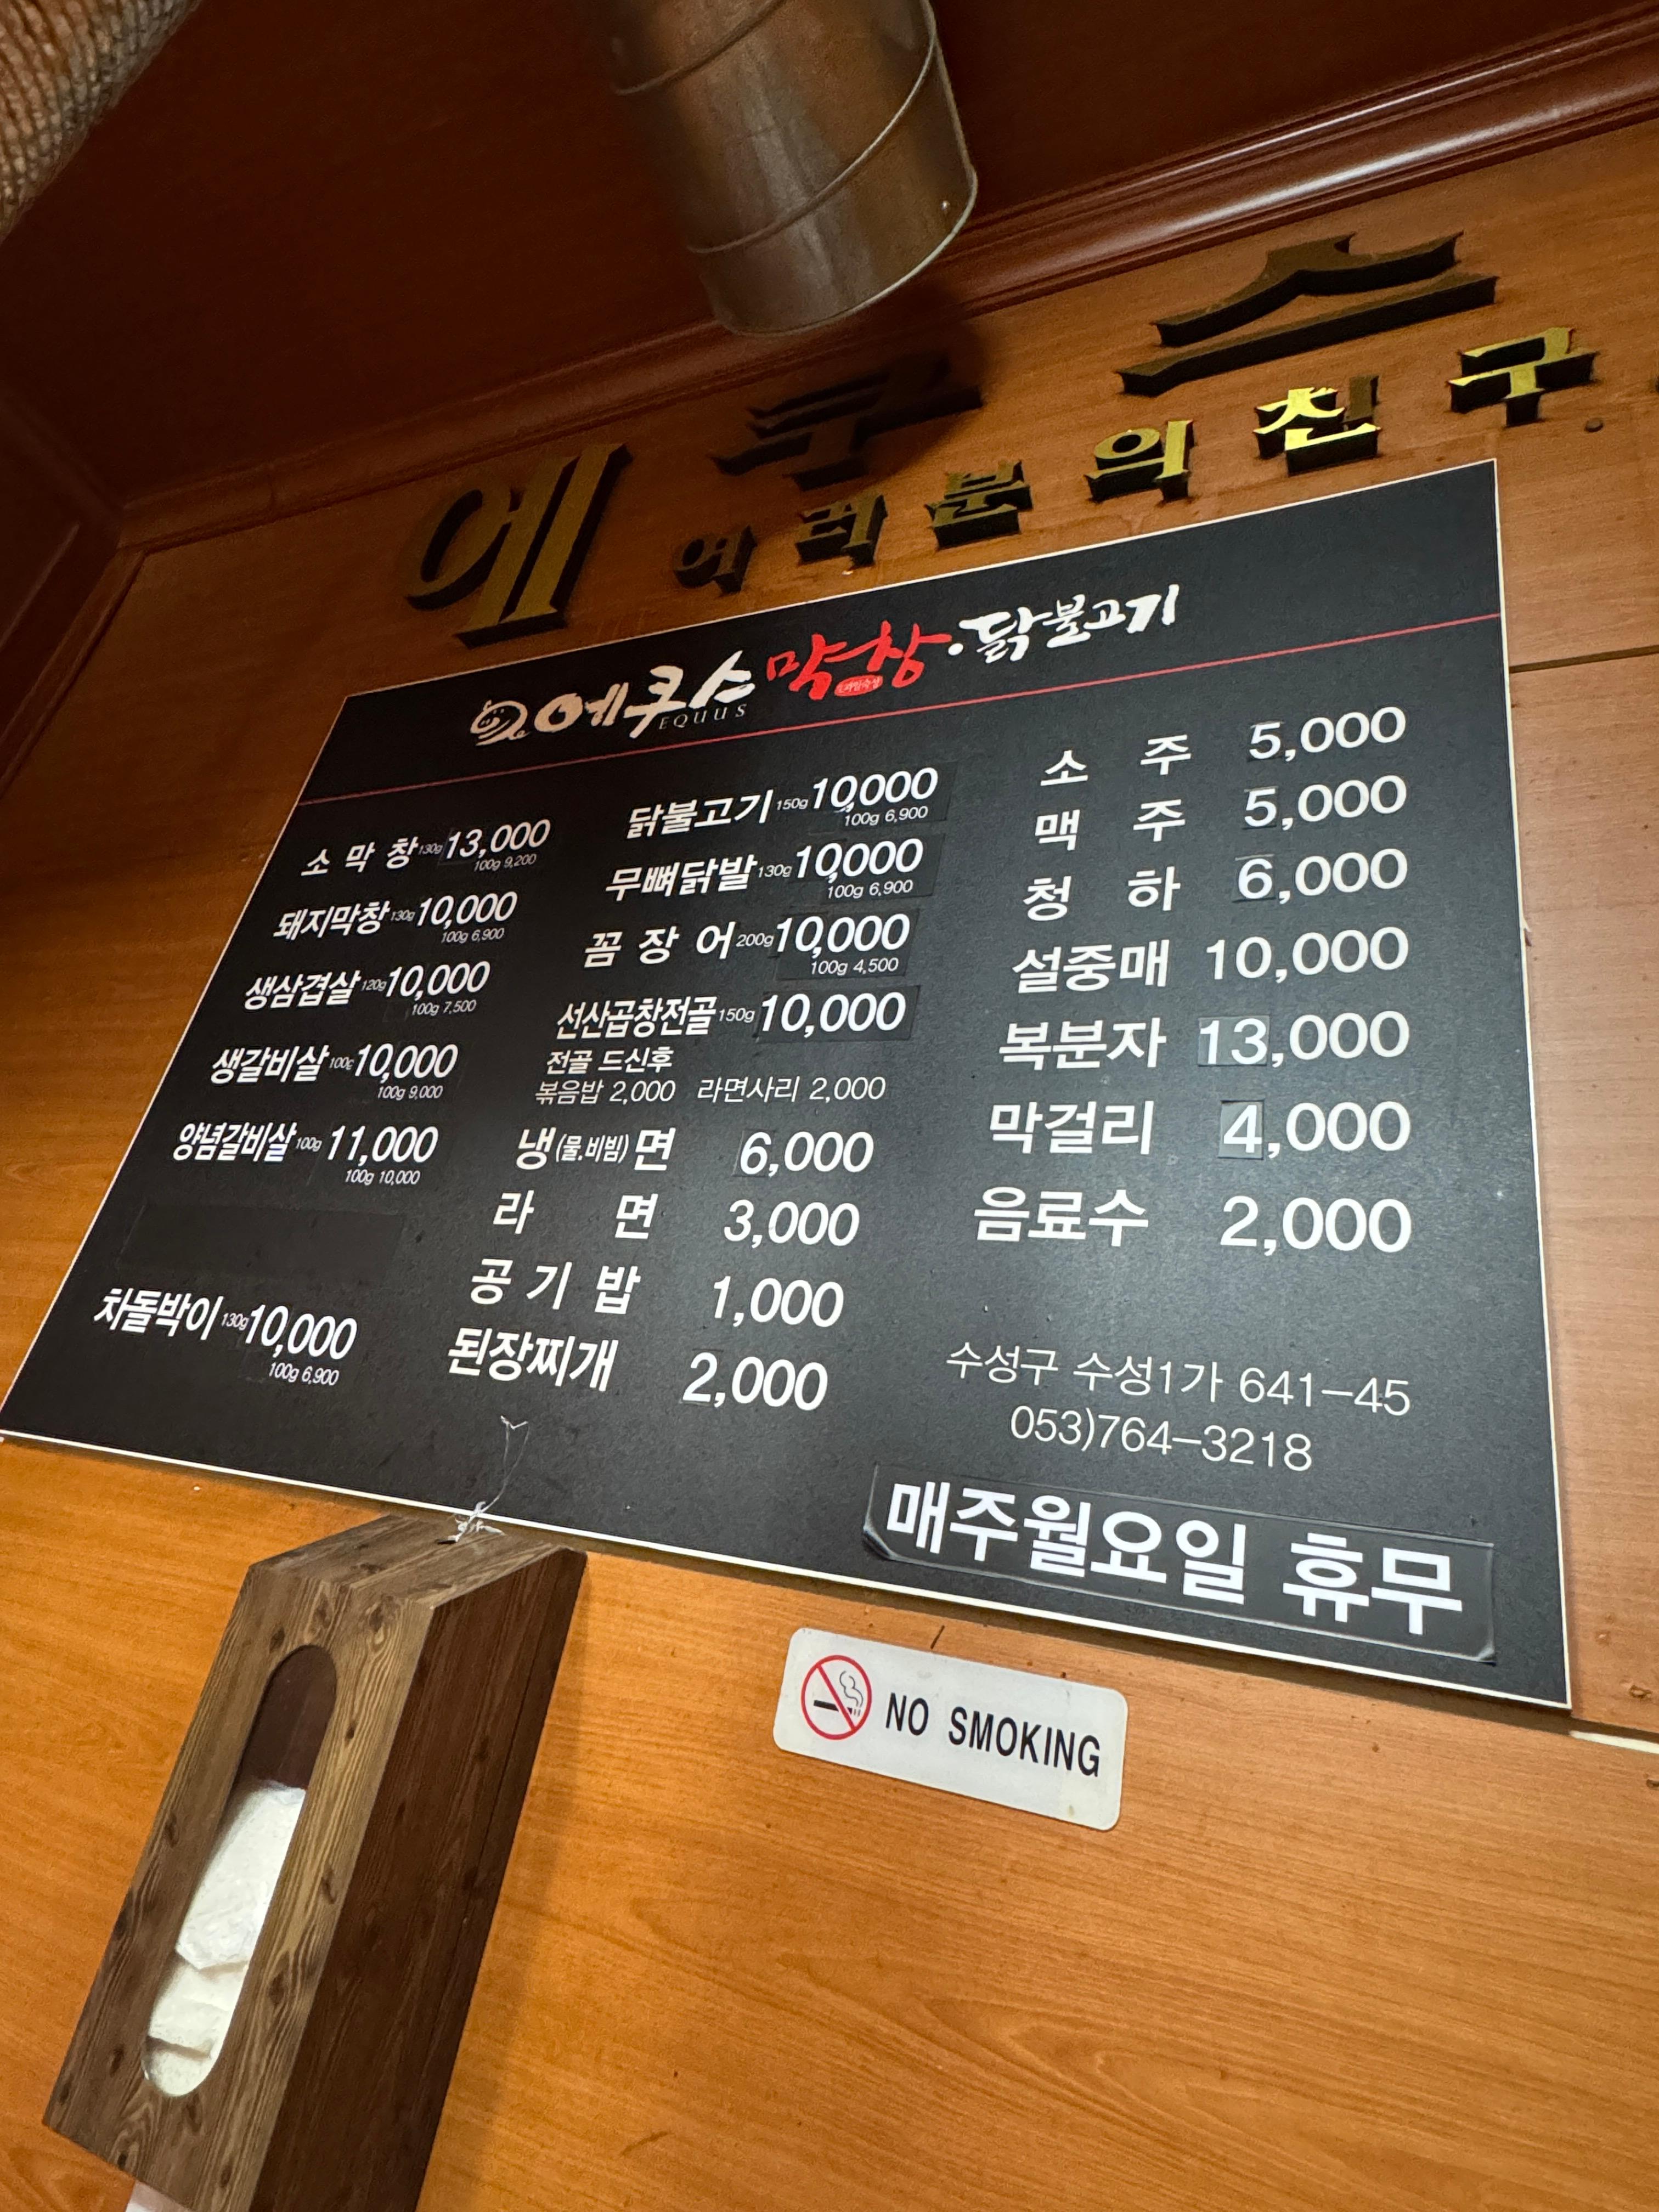 에쿠스
여러분의 친구
에쿠스 막창·닭불고기
EQUUS
소막창 130g 13,000
100g 9,200
돼지막창 130g 10,000
100g 6,900
생삼겹살 120g 10,000
100g 7,500
생갈비살 100g 10,000
100g 9,000
양념갈비살 100g 11,000
100g 10,000
차돌박이 130g 10,000
100g 6,900
닭불고기 150g 10,000
100g 6,900
무뼈닭발 130g 10,000
100g 6,900
꼼장어 200g 10,000
100g 4,500
선산곱창전골 150g 10,000
전골 드신후
볶음밥 2,000 라면사리 2,000
냉(물.비빔)면 6,000
라면 3,000
공기밥 1,000
된장찌개 2,000
소주 5,000
맥주 5,000
청하 6,000
설중매 10,000
복분자 13,000
막걸리 4,000
음료수 2,000
수성구 수성1가 641-45
053)764-3218
매주월요일 휴무
NO SMOKING